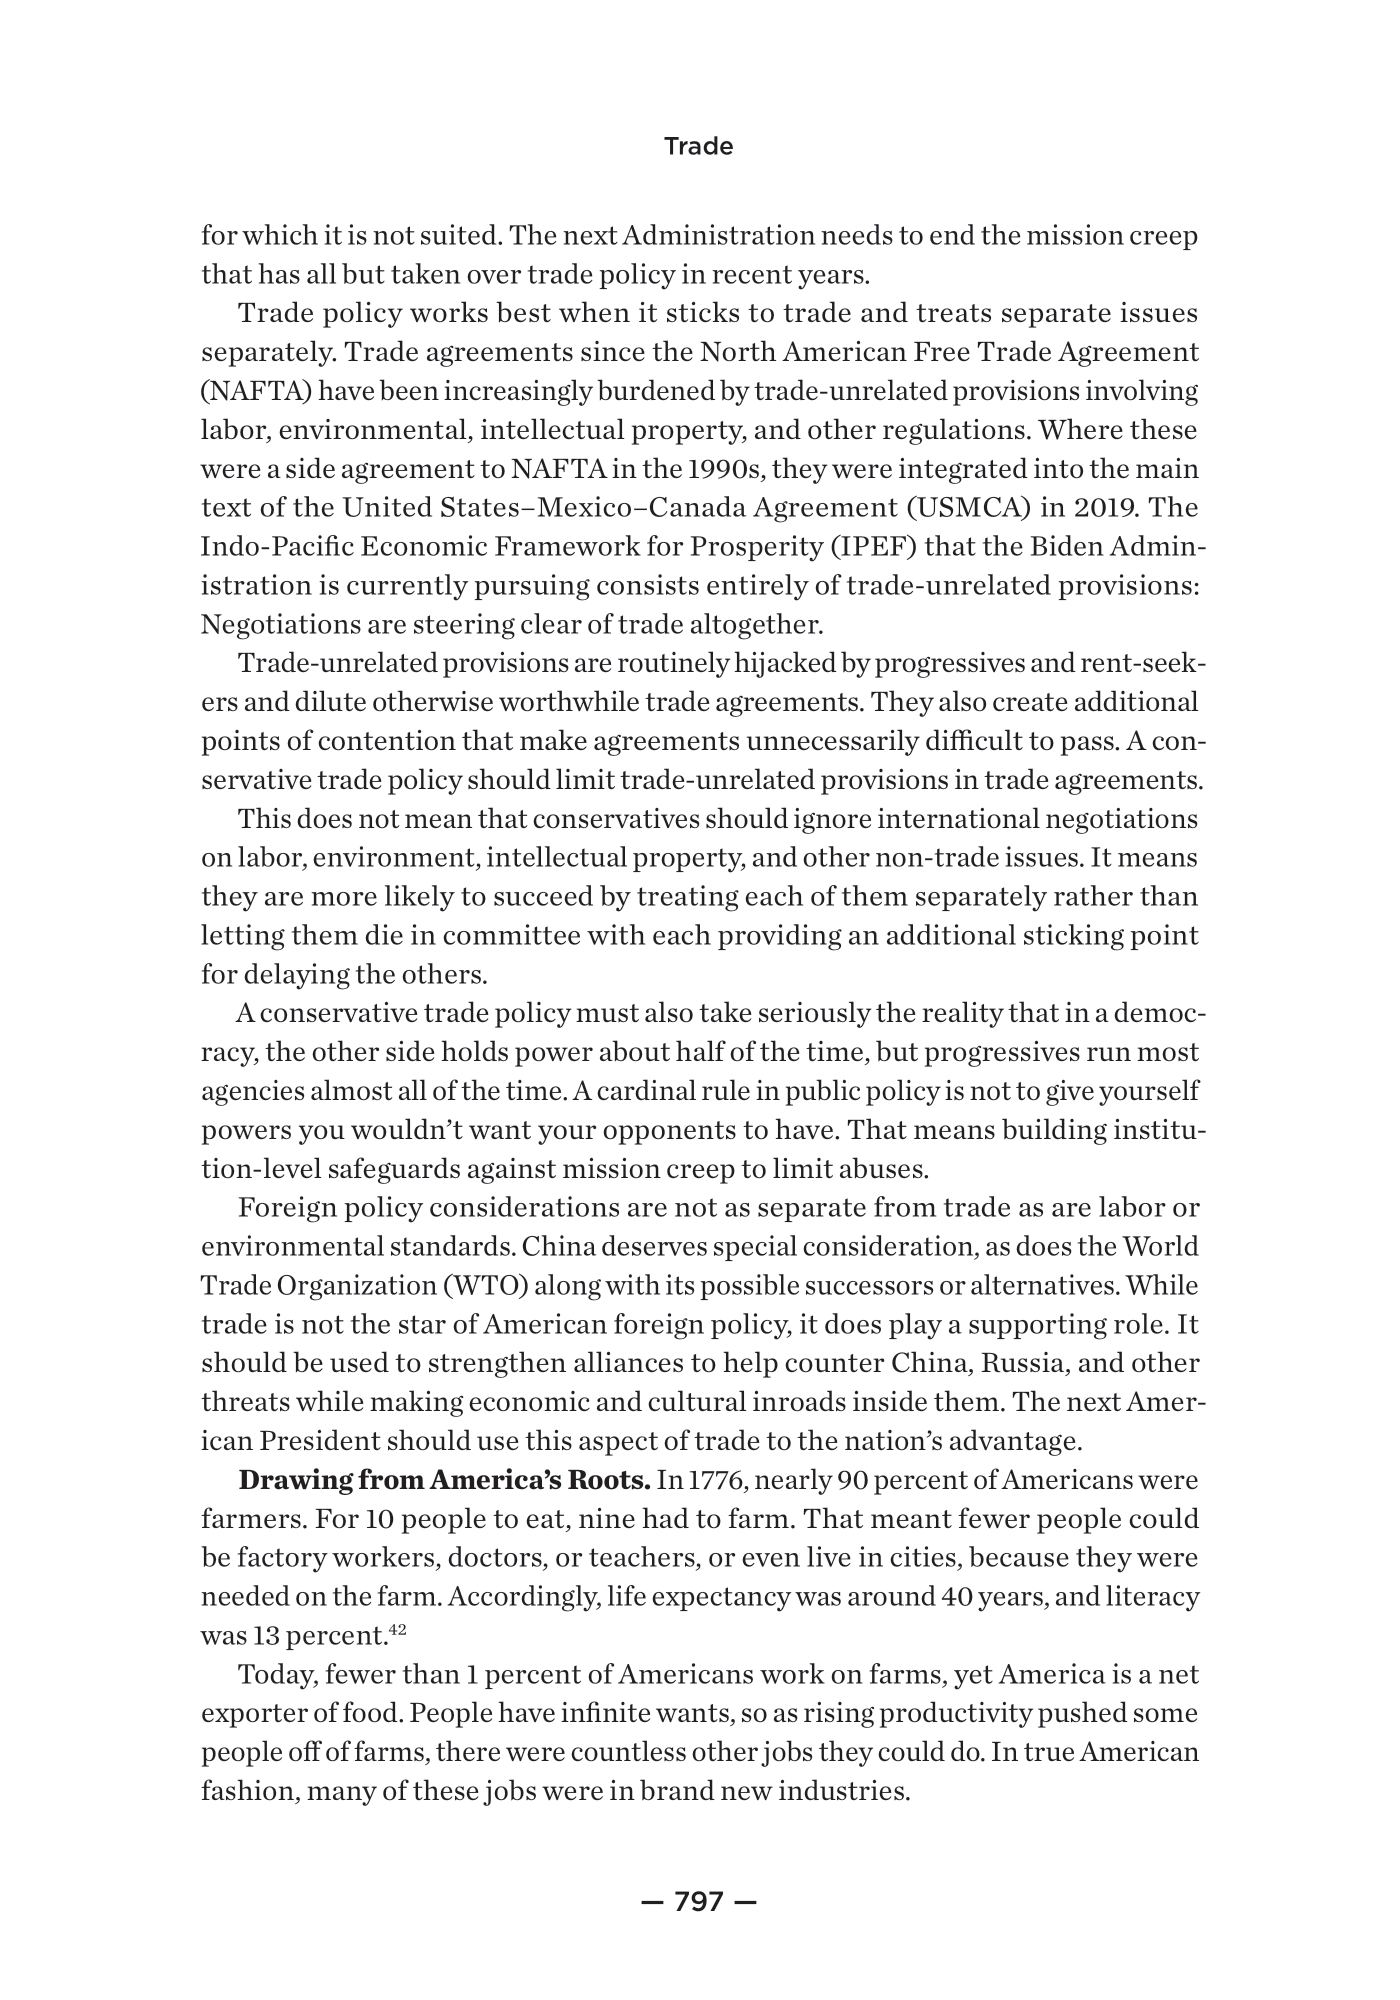 Trade
for which it is not suited. The next Administration needs to end the mission creep
that has all but taken over trade policy in recent years.
Trade policy works best when it sticks to trade and treats separate issues
separately. Trade agreements since the North American Free Trade Agreement
(NAFTA) have been increasingly burdened by trade-unrelated provisions involving
labor, environmental, intellectual property, and other regulations. Where these
were a side agreement to NAFTA in the 1990s, they were integrated into the main
text of the United States–Mexico–Canada Agreement (USMCA) in 2019. The
Indo-Pacific Economic Framework for Prosperity (IPEF) that the Biden Admin-
istration is currently pursuing consists entirely of trade-unrelated provisions:
Negotiations are steering clear of trade altogether.
Trade-unrelated provisions are routinely hijacked by progressives and rent-seek-
ers and dilute otherwise worthwhile trade agreements. They also create additional
points of contention that make agreements unnecessarily difficult to pass. A con-
servative trade policy should limit trade-unrelated provisions in trade agreements.
This does not mean that conservatives should ignore international negotiations
on labor, environment, intellectual property, and other non-trade issues. It means
they are more likely to succeed by treating each of them separately rather than
letting them die in committee with each providing an additional sticking point
for delaying the others.
A conservative trade policy must also take seriously the reality that in a democ-
racy, the other side holds power about half of the time, but progressives run most
agencies almost all of the time. A cardinal rule in public policy is not to give yourself
powers you wouldn’t want your opponents to have. That means building institu-
tion-level safeguards against mission creep to limit abuses.
Foreign policy considerations are not as separate from trade as are labor or
environmental standards. China deserves special consideration, as does the World
Trade Organization (WTO) along with its possible successors or alternatives. While
trade is not the star of American foreign policy, it does play a supporting role. It
should be used to strengthen alliances to help counter China, Russia, and other
threats while making economic and cultural inroads inside them. The next Amer-
ican President should use this aspect of trade to the nation’s advantage.
Drawing from America’s Roots. In 1776, nearly 90 percent of Americans were
farmers. For 10 people to eat, nine had to farm. That meant fewer people could
be factory workers, doctors, or teachers, or even live in cities, because they were
needed on the farm. Accordingly, life expectancy was around 40 years, and literacy
was 13 percent.⁴²
Today, fewer than 1 percent of Americans work on farms, yet America is a net
exporter of food. People have infinite wants, so as rising productivity pushed some
people off of farms, there were countless other jobs they could do. In true American
fashion, many of these jobs were in brand new industries.
— 797 —